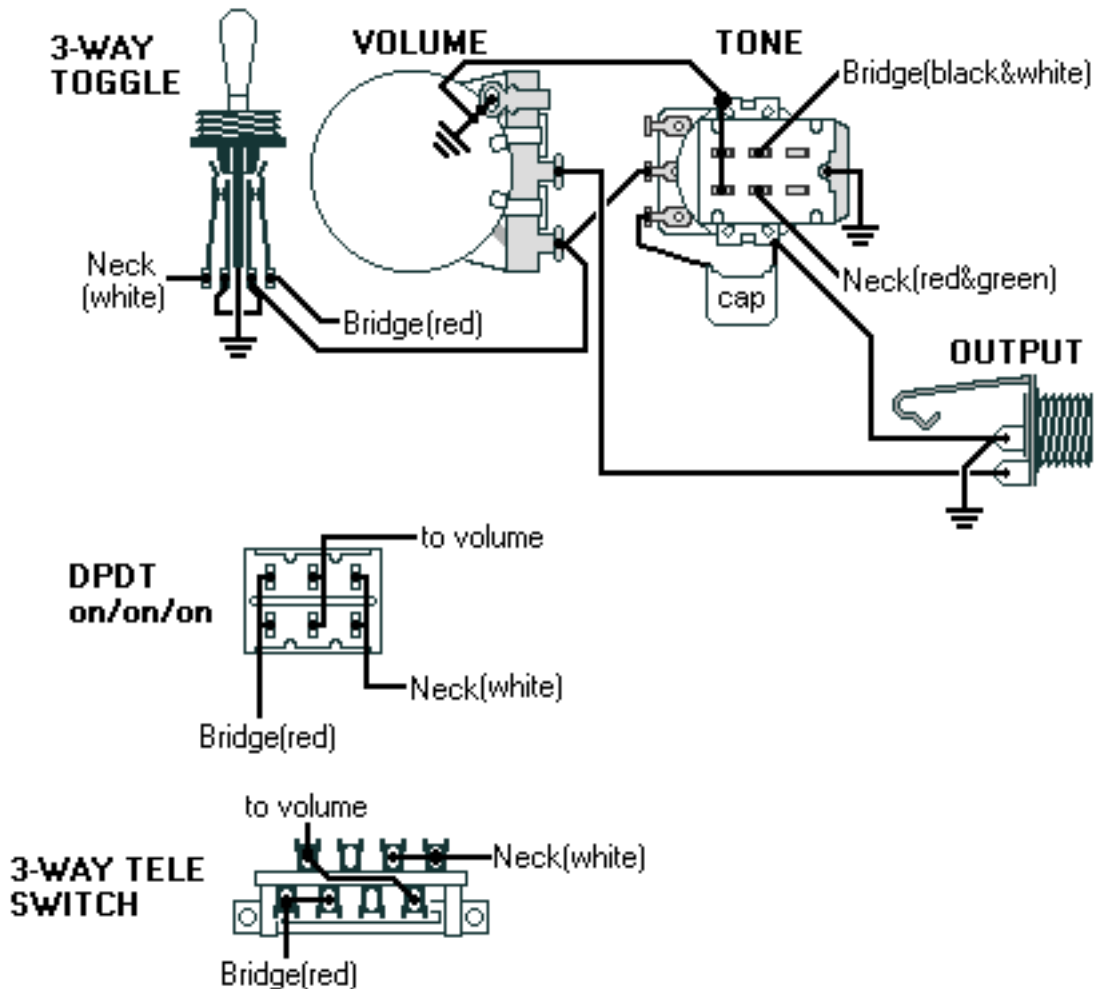 3-WAY
TOGGLE
VOLUME
TONE
Bridge(black&white)
Neck
(white)
Bridge(red)
cap
Neck(red&green)
OUTPUT
to volume
DPDT
on/on/on
Neck(white)
Bridge(red)
to volume
3-WAY TELE
SWITCH
Neck(white)
Bridge(red)